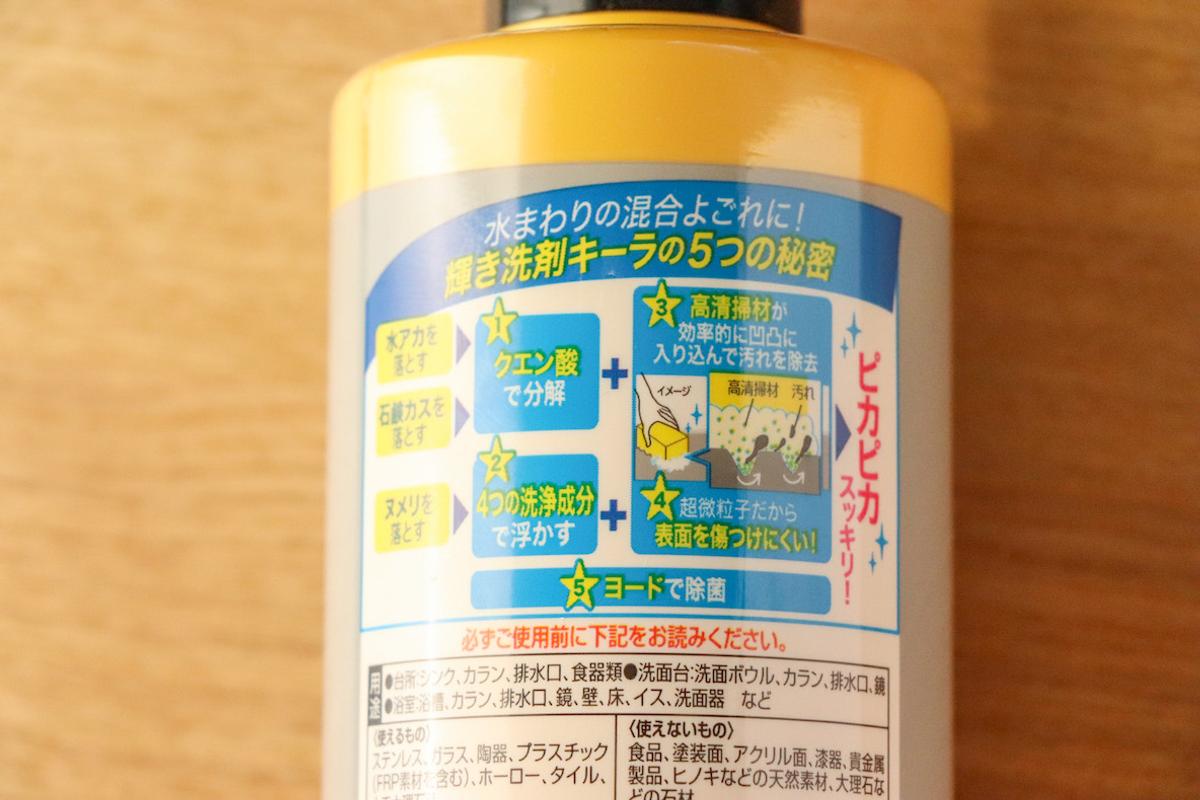 水まわりの混合よごれに!
輝き洗剤キーラの5つの秘密
水アカを
落とす
石鹸カスを
落とす
ヌメリを
落とす
1
クエン酸
で分解
2
4つの洗浄成分
で浮かす
+
+
3 高清掃材が
効率的に凹凸に
入り込んで汚れを除去
イメージ
高清掃材 汚れ
4 超微粒子だから
表面を傷つけにくい!
5 ヨードで除菌
ピカピカ
スッキリ!
必ずご使用前に下記をお読みください。
用途
●台所:シンク、カラン、排水口、食器類●洗面台:洗面ボウル、カラン、排水口、鏡
●浴室:浴槽、カラン、排水口、鏡、壁、床、イス、洗面器 など
〈使えるもの〉
ステンレス、ガラス、陶器、プラスチック
(FRP素材を含む)、ホーロー、タイル、
〈使えないもの〉
食品、塗装面、アクリル面、漆器、貴金属
製品、ヒノキなどの天然素材、大理石な
どの石材